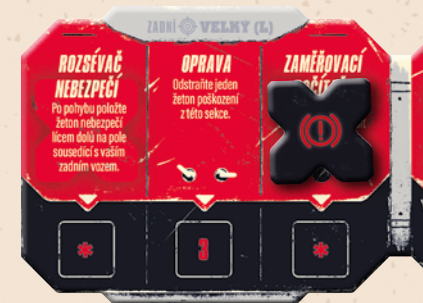 ZADNÍ VELKÝ (L)
ROZSÉVAČ
NEBEZPEČÍ
Po pohybu položte
žeton nebezpečí
lícem dolů na pole
sousedící s vaším
zadním vozem.
*
OPRAVA
Odstraňte jeden
žeton poškození
z této sekce.
3
ZAMĚŘOVACÍ
*